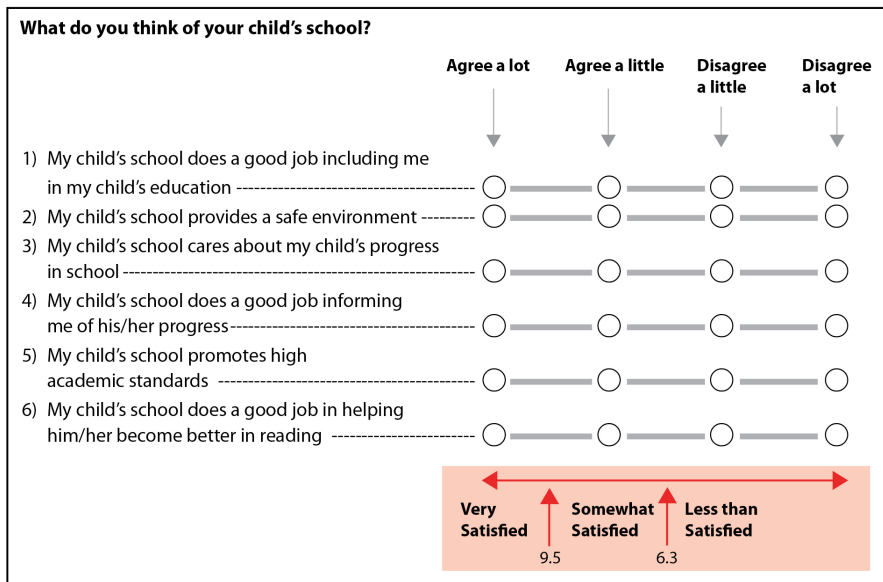 What do you think of your child’s school?
Agree a lot
Agree a little
Disagree
a little
Disagree
a lot
1) My child’s school does a good job including me
in my child’s education
2) My child’s school provides a safe environment
3) My child’s school cares about my child’s progress
in school
4) My child’s school does a good job informing
me of his/her progress
5) My child’s school promotes high
academic standards
6) My child’s school does a good job in helping
him/her become better in reading
Very
Satisfied
Somewhat
Satisfied
Less than
Satisfied
9.5
6.3